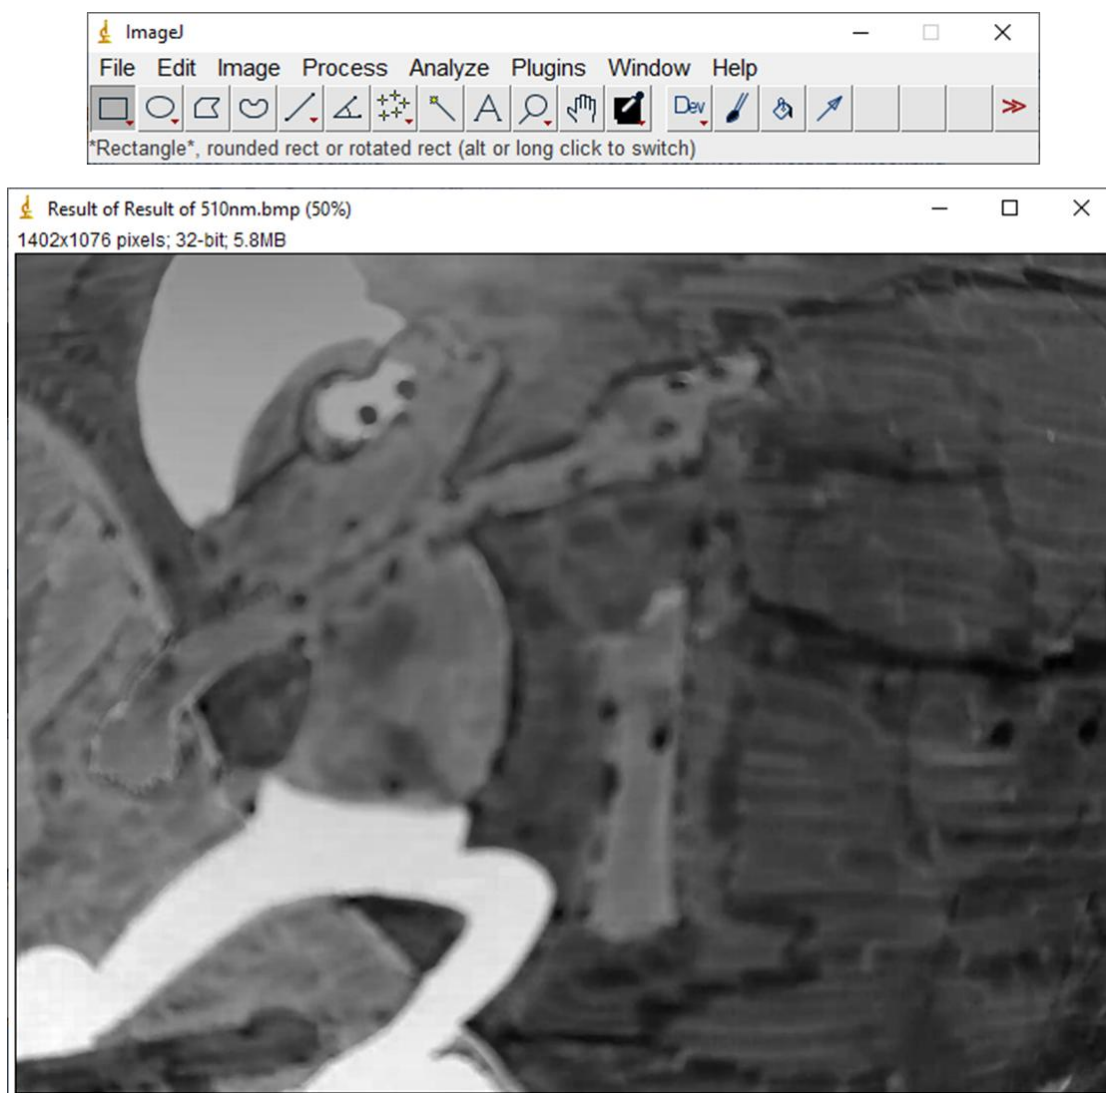 ImageJ
File Edit Image Process Analyze Plugins Window Help
A Dev >>
*Rectangle*, rounded rect or rotated rect (alt or long click to switch)
Result of Result of 510nm.bmp (50%)
1402x1076 pixels; 32-bit; 5.8MB